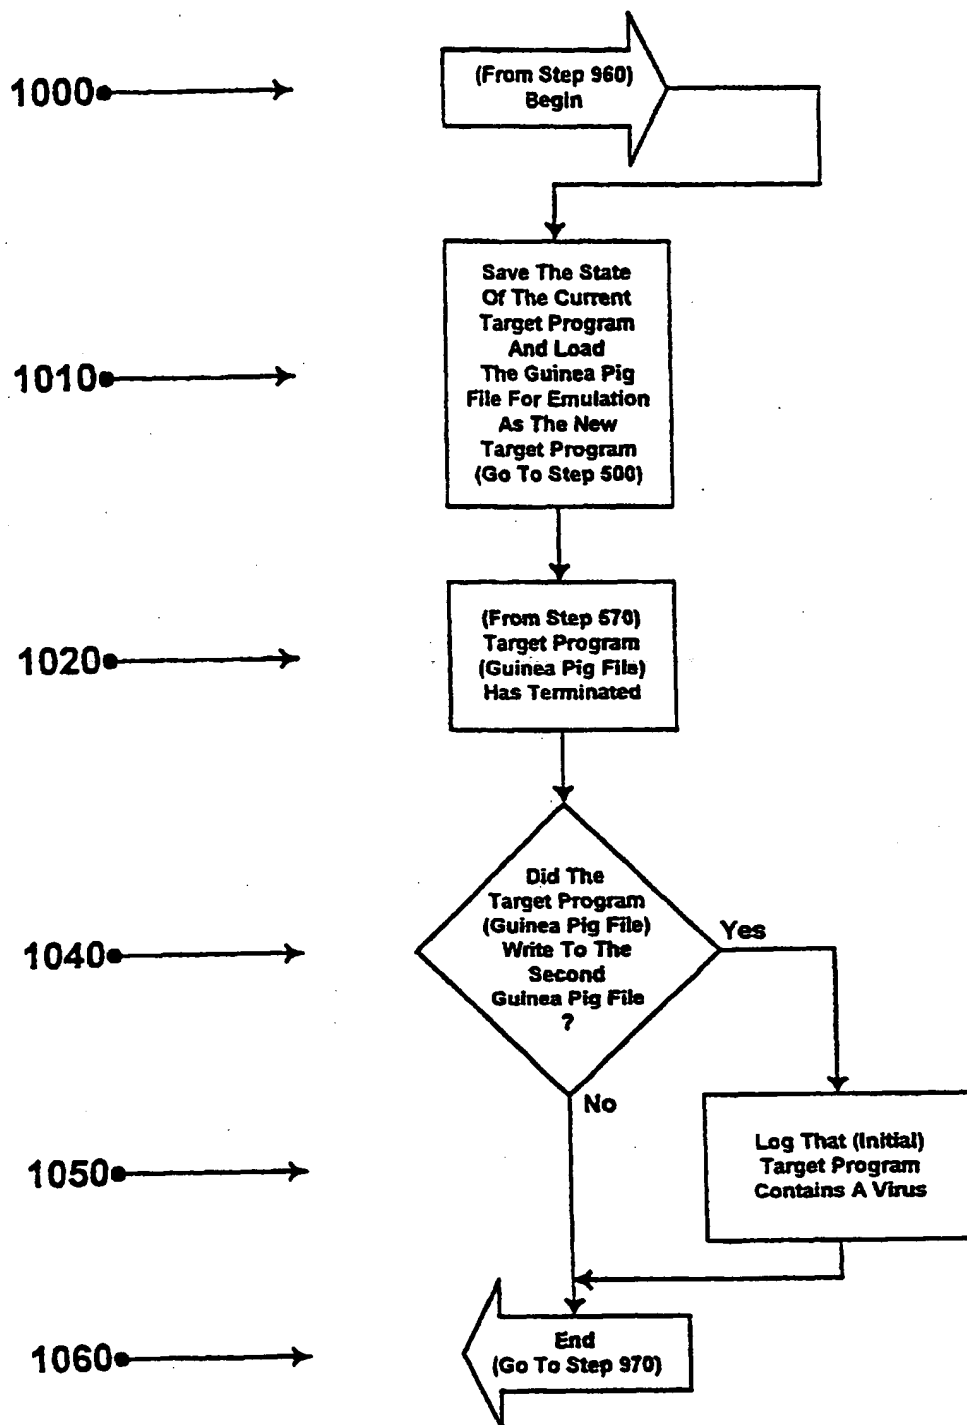 1000
(From Step 960)
Begin
1010
Save The State
Of The Current
Target Program
And Load
The Guinea Pig
File For Emulation
As The New
Target Program
(Go To Step 500)
1020
(From Step 570)
Target Program
(Guinea Pig File)
Has Terminated
1040
Did The
Target Program
(Guinea Pig File)
Write To The
Second
Guinea Pig File
?
Yes
No
1050
Log That (Initial)
Target Program
Contains A Virus
1060
End
(Go To Step 970)